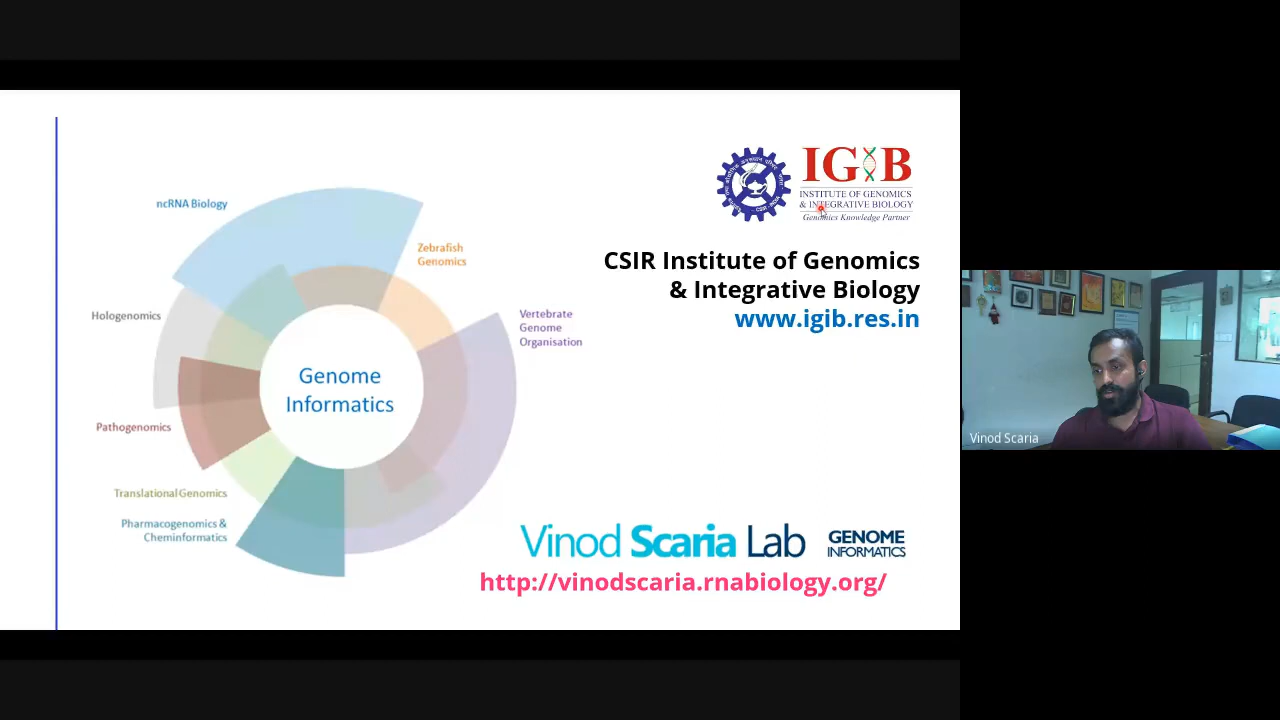 ncRNA Biology
Zebrafish
Genomics
Vertebrate
Genome
Organisation
Hologenomics
Pathogenomics
Translational Genomics
Pharmacogenomics &
Cheminformatics
Genome
Informatics
IGIB
INSTITUTE OF GENOMICS
& INTEGRATIVE BIOLOGY
Genomics Knowledge Partner
CSIR Institute of Genomics
& Integrative Biology
www.igib.res.in
Vinod Scaria Lab
GENOME
INFORMATICS
http://vinodscaria.rnabiology.org/
Vinod Scaria